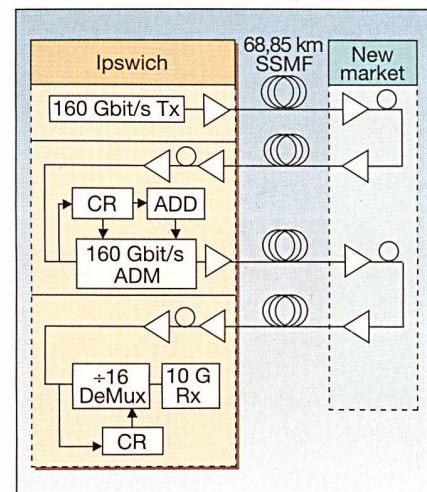 Ipswich
68,85 km
SSMF
New
market
160 Gbit/s Tx
CR
ADD
160 Gbit/s
ADM
÷16
DeMux
10 G
Rx
CR